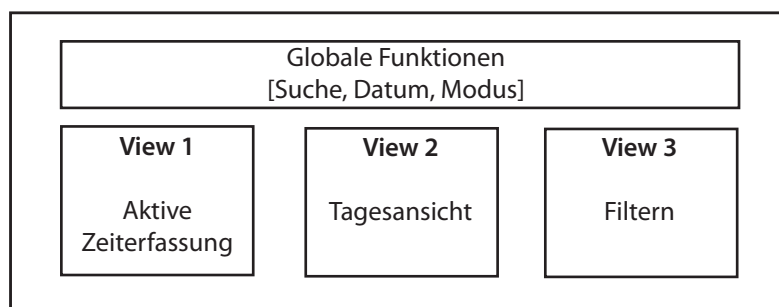 Globale Funktionen
[Suche, Datum, Modus]
View 1
Aktive
Zeiterfassung
View 2
Tagesansicht
View 3
Filtern